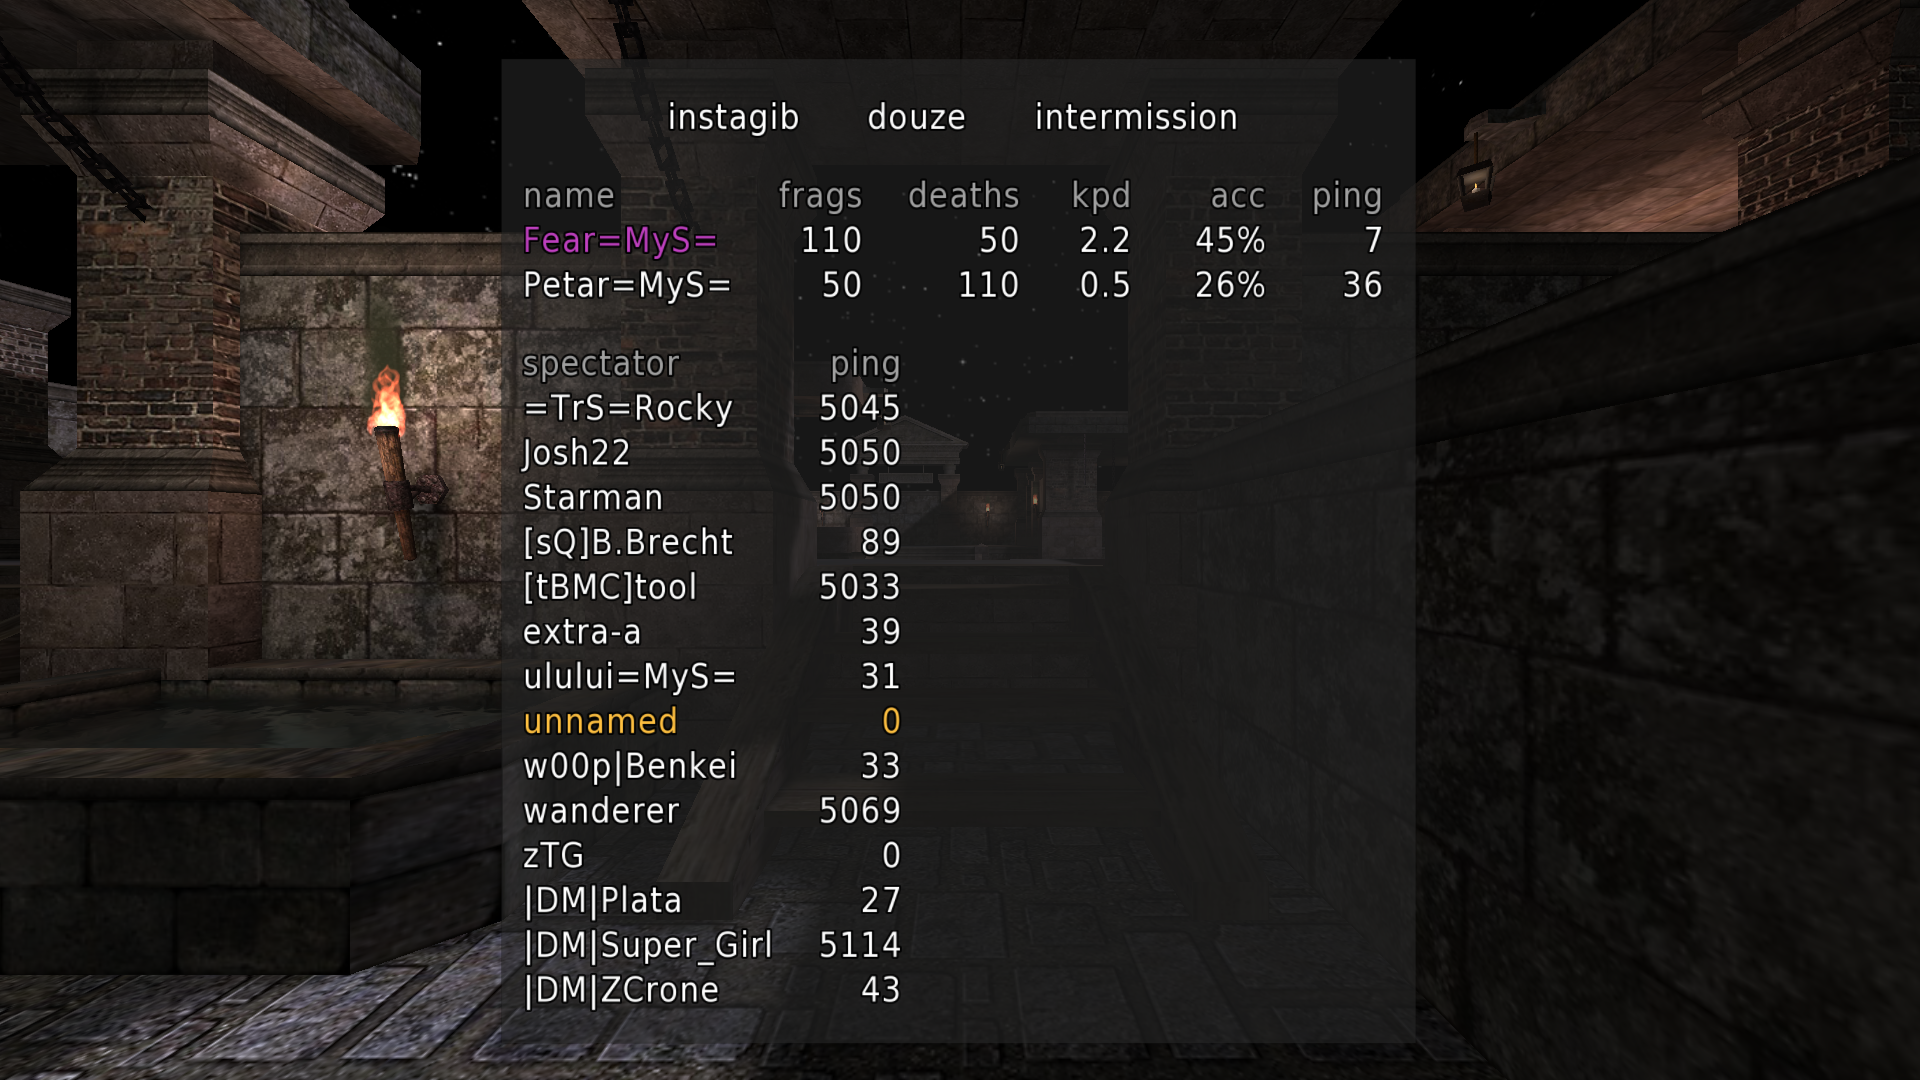 instagib douze intermission
name frags deaths kpd acc ping
Fear=MyS= 110 50 2.2 45% 7
Petar=MyS= 50 110 0.5 26% 36
spectator ping
=TrS=Rocky 5045
Josh22 5050
Starman 5050
[sQ]B.Brecht 89
[tBMC]tool 5033
extra-a 39
ulului=MyS= 31
unnamed 0
w00p|Benkei 33
wanderer 5069
zTG 0
|DM|Plata 27
|DM|Super_Girl 5114
|DM|ZCrone 43